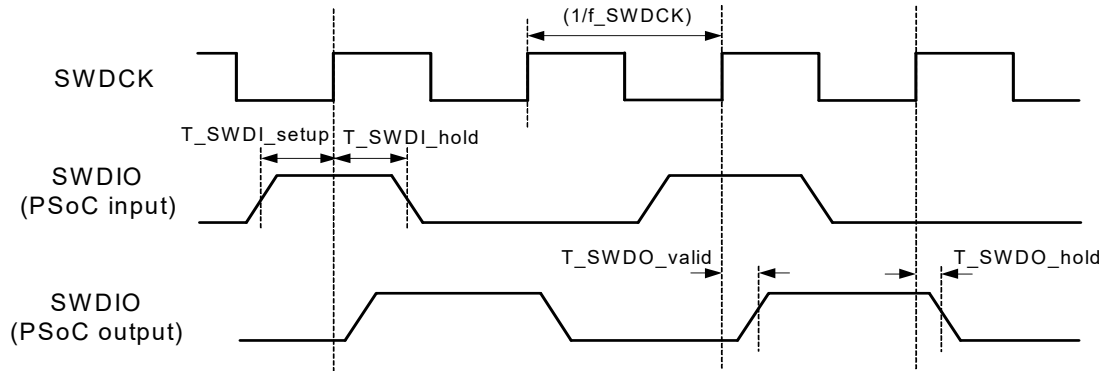 (1/f_SWDCK)
SWDCK
T_SWDI_setup T_SWDI_hold
SWDIO
(PSoC input)
T_SWDO_valid T_SWDO_hold
SWDIO
(PSoC output)